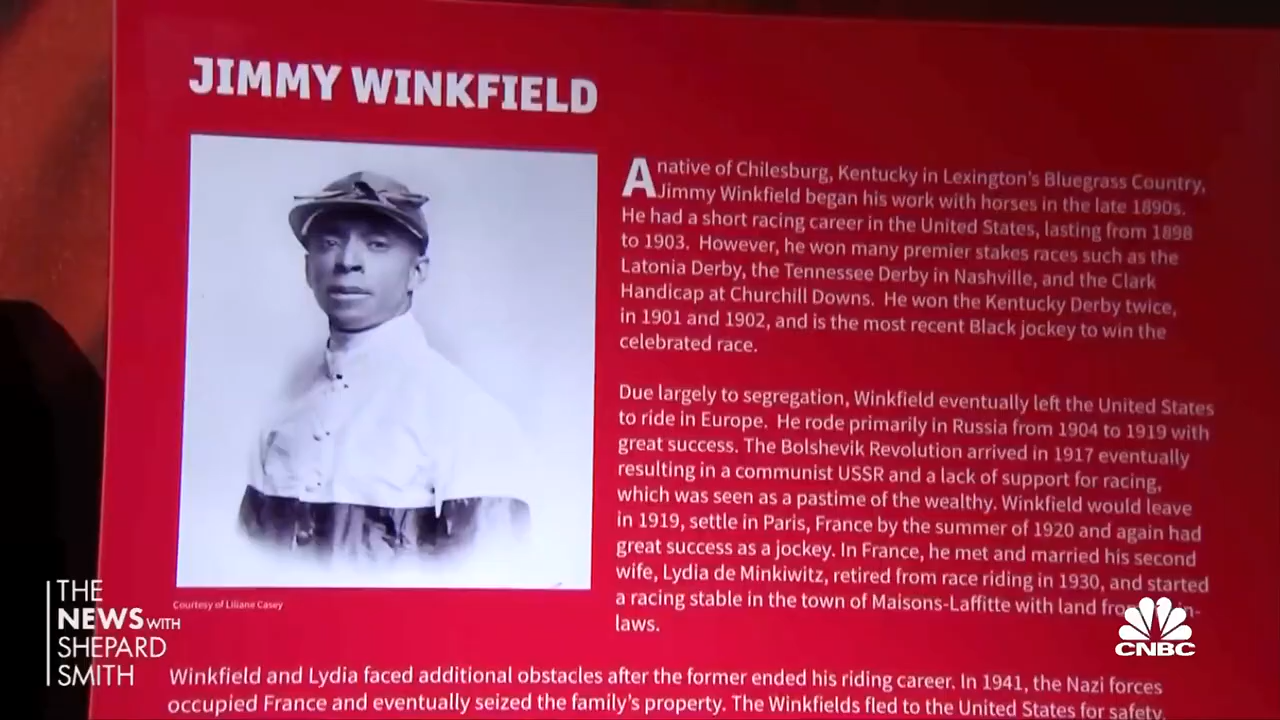 JIMMY WINKFIELD
A native of Chilesburg, Kentucky in Lexington's Bluegrass Country,
Jimmy Winkfield began his work with horses in the late 1890s.
He had a short racing career in the United States, lasting from 1898
to 1903. However, he won many premier stakes races such as the
Latonia Derby, the Tennessee Derby in Nashville, and the Clark
Handicap at Churchill Downs. He won the Kentucky Derby twice,
in 1901 and 1902, and is the most recent Black jockey to win the
celebrated race.
Due largely to segregation, Winkfield eventually left the United States
to ride in Europe. He rode primarily in Russia from 1904 to 1919 with
great success. The Bolshevik Revolution arrived in 1917 eventually
resulting in a communist USSR and a lack of support for racing,
which was seen as a pastime of the wealthy. Winkfield would leave
in 1919, settle in Paris, France by the summer of 1920 and again had
great success as a jockey. In France, he met and married his second
wife, Lydia de Minkiwitz, retired from race riding in 1930, and started
a racing stable in the town of Maisons-Laffitte with land in-
laws.
Courtesy of Liliane Casey
Winkfield and Lydia faced additional obstacles after the former ended his riding career. In 1941, the Nazi forces
occupied France and eventually seized the family's property. The Winkfields fled to the United States for safety,
THE
NEWS WITH
SHEPARD
SMITH
CNBC